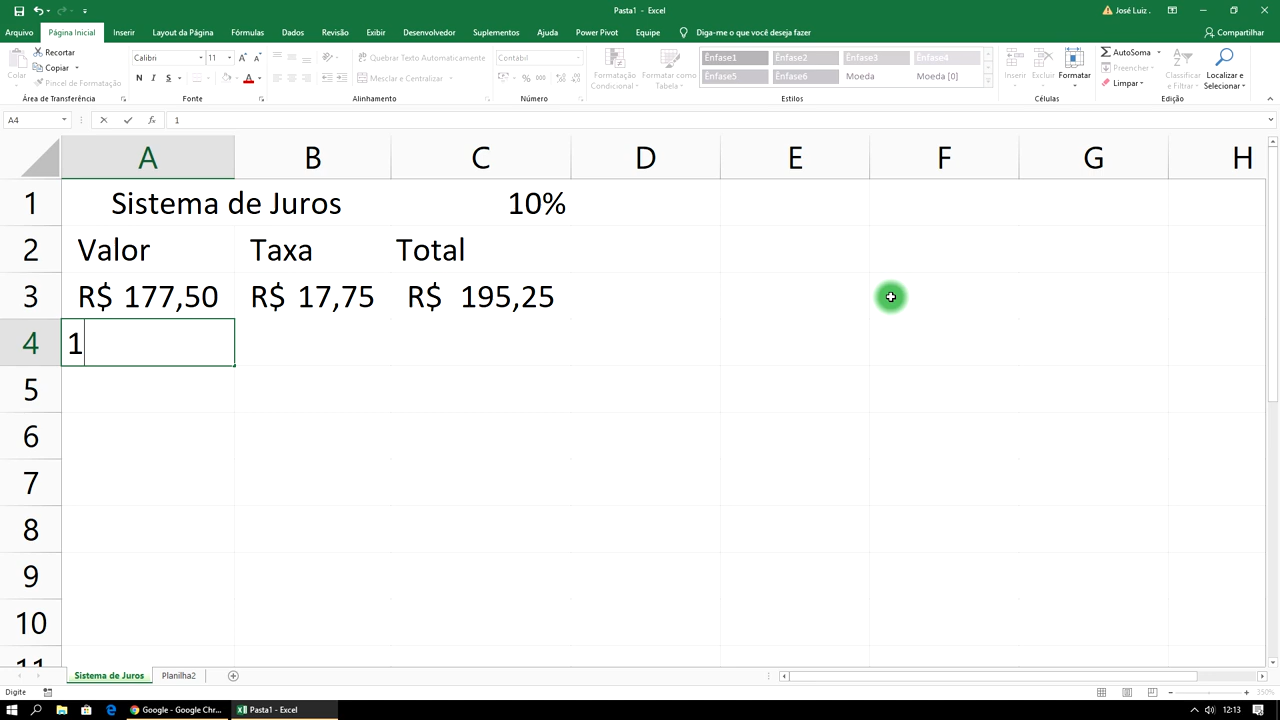 Pasta1 - Excel
José Luiz .
Arquivo Página Inicial Inserir Layout da Página Fórmulas Dados Revisão Exibir Desenvolvedor Suplementos Ajuda Power Pivot Equipe Diga-me o que você deseja fazer Compartilhar
Colar
Recortar
Copiar
Pincel de Formatação
Área de Transferência
Calibri 11
N I S
Fonte
Quebrar Texto Automaticamente
Mesclar e Centralizar
Alinhamento
Contábil
% 000
Número
Formatação Condicional
Formatar como Tabela
Ênfase1 Ênfase2 Ênfase3 Ênfase4
Ênfase5 Ênfase6 Moeda Moeda [0]
Estilos
Inserir Excluir Formatar
Células
AutoSoma
Preencher
Limpar
Classificar e Filtrar
Localizar e Selecionar
Edição
A4 fx 1
A B C D E F G H
1 Sistema de Juros 10%
2 Valor Taxa Total
3 R$ 177,50 R$ 17,75 R$ 195,25
4 1
5
6
7
8
9
10
11
Sistema de Juros Planilha2
Digite 350%
Google - Google Chr... Pasta1 - Excel 12:13